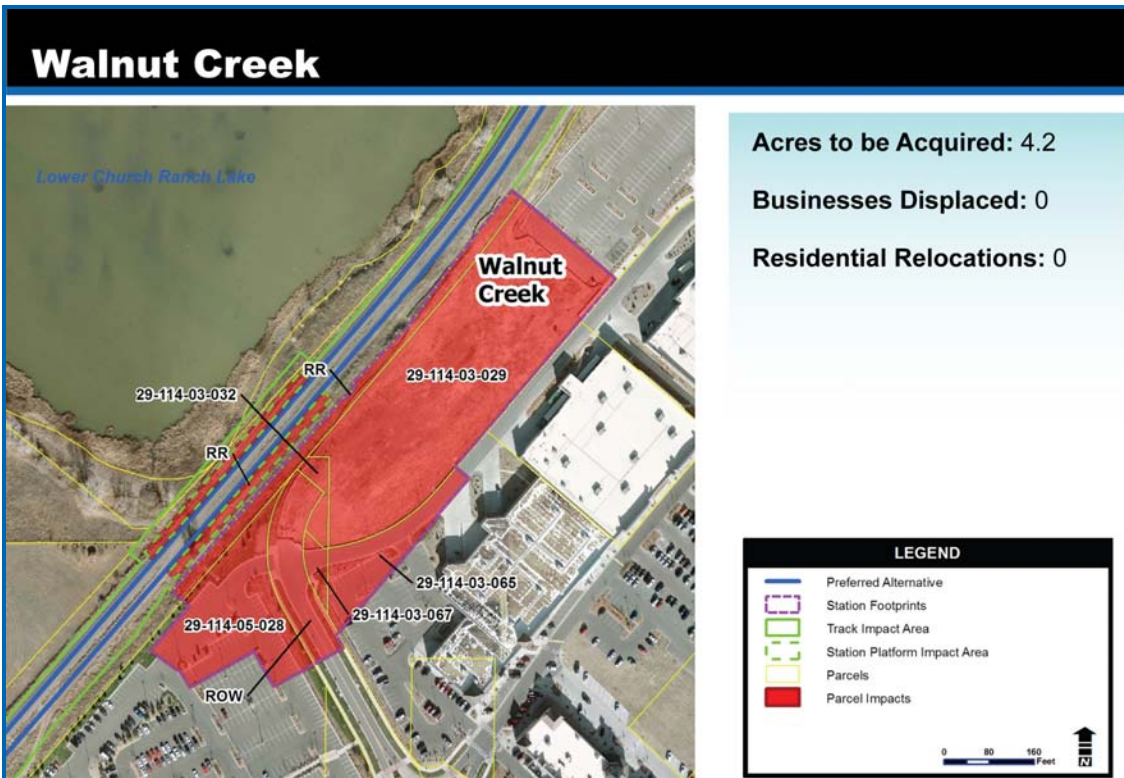 Walnut Creek
Lower Church Ranch Lake
Acres to be Acquired: 4.2
Businesses Displaced: 0
Residential Relocations: 0
Walnut
Creek
RR
29-114-03-029
29-114-03-032
RR
29-114-03-065
29-114-03-067
29-114-05-028
ROW
LEGEND
Preferred Alternative
Station Footprints
Track Impact Area
Station Platform Impact Area
Parcels
Parcel Impacts
0 80 160
Feet
N